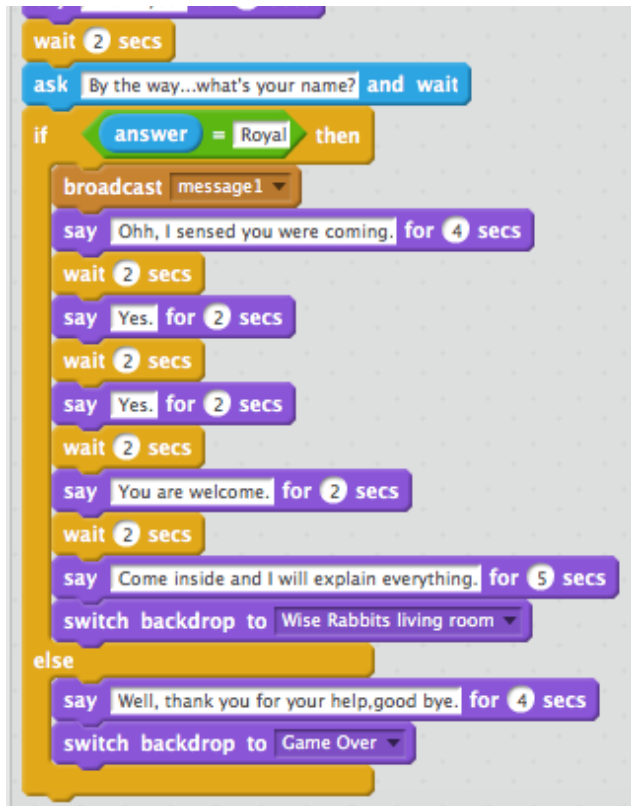 wait 2 secs
ask By the way...what's your name? and wait
if answer = Royal then
broadcast message1
say Ohh, I sensed you were coming. for 4 secs
wait 2 secs
say Yes. for 2 secs
wait 2 secs
say Yes. for 2 secs
wait 2 secs
say You are welcome. for 2 secs
wait 2 secs
say Come inside and I will explain everything. for 5 secs
switch backdrop to Wise Rabbits living room
else
say Well, thank you for your help,good bye. for 4 secs
switch backdrop to Game Over